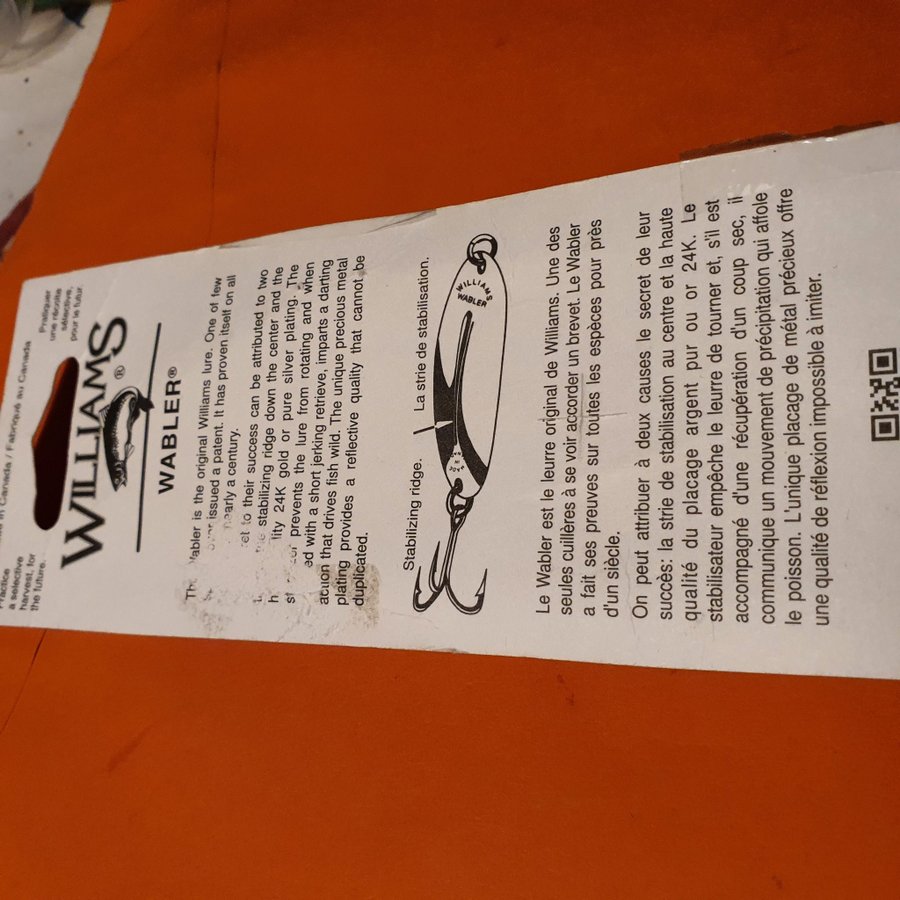 in Canada / Fabriqué au Canada
Practice
a selective
harvest, for
the future.
Pratiquer
une récolte
sélective,
pour le futur.
WILLIAMS®
WABLER®
Wabler is the original Williams lure. One of few
issued a patent. It has proven itself on all
nearly a century.
to their success can be attributed to two
stabilizing ridge down the center and the
24K gold or pure silver plating. The
prevents the lure from rotating and when
with a short jerking retrieve, imparts a darting
action that drives fish wild. The unique precious metal
plating provides a reflective quality that cannot be
duplicated.
Stabilizing ridge.
La strie de stabilisation.
WILLIAMS
WABLER
Le Wabler est le leurre original de Williams. Une des
seules cuillères à se voir accorder un brevet. Le Wabler
a fait ses preuves sur toutes les espèces pour près
d'un siècle.
On peut attribuer à deux causes le secret de leur
succès: la strie de stabilisation au centre et la haute
qualité du placage argent pur ou or 24K. Le
stabilisateur empêche le leurre de tourner et, s'il est
accompagné d'une récupération d'un coup sec, il
communique un mouvement de précipitation qui affole
le poisson. L'unique placage de métal précieux offre
une qualité de réflexion impossible à imiter.